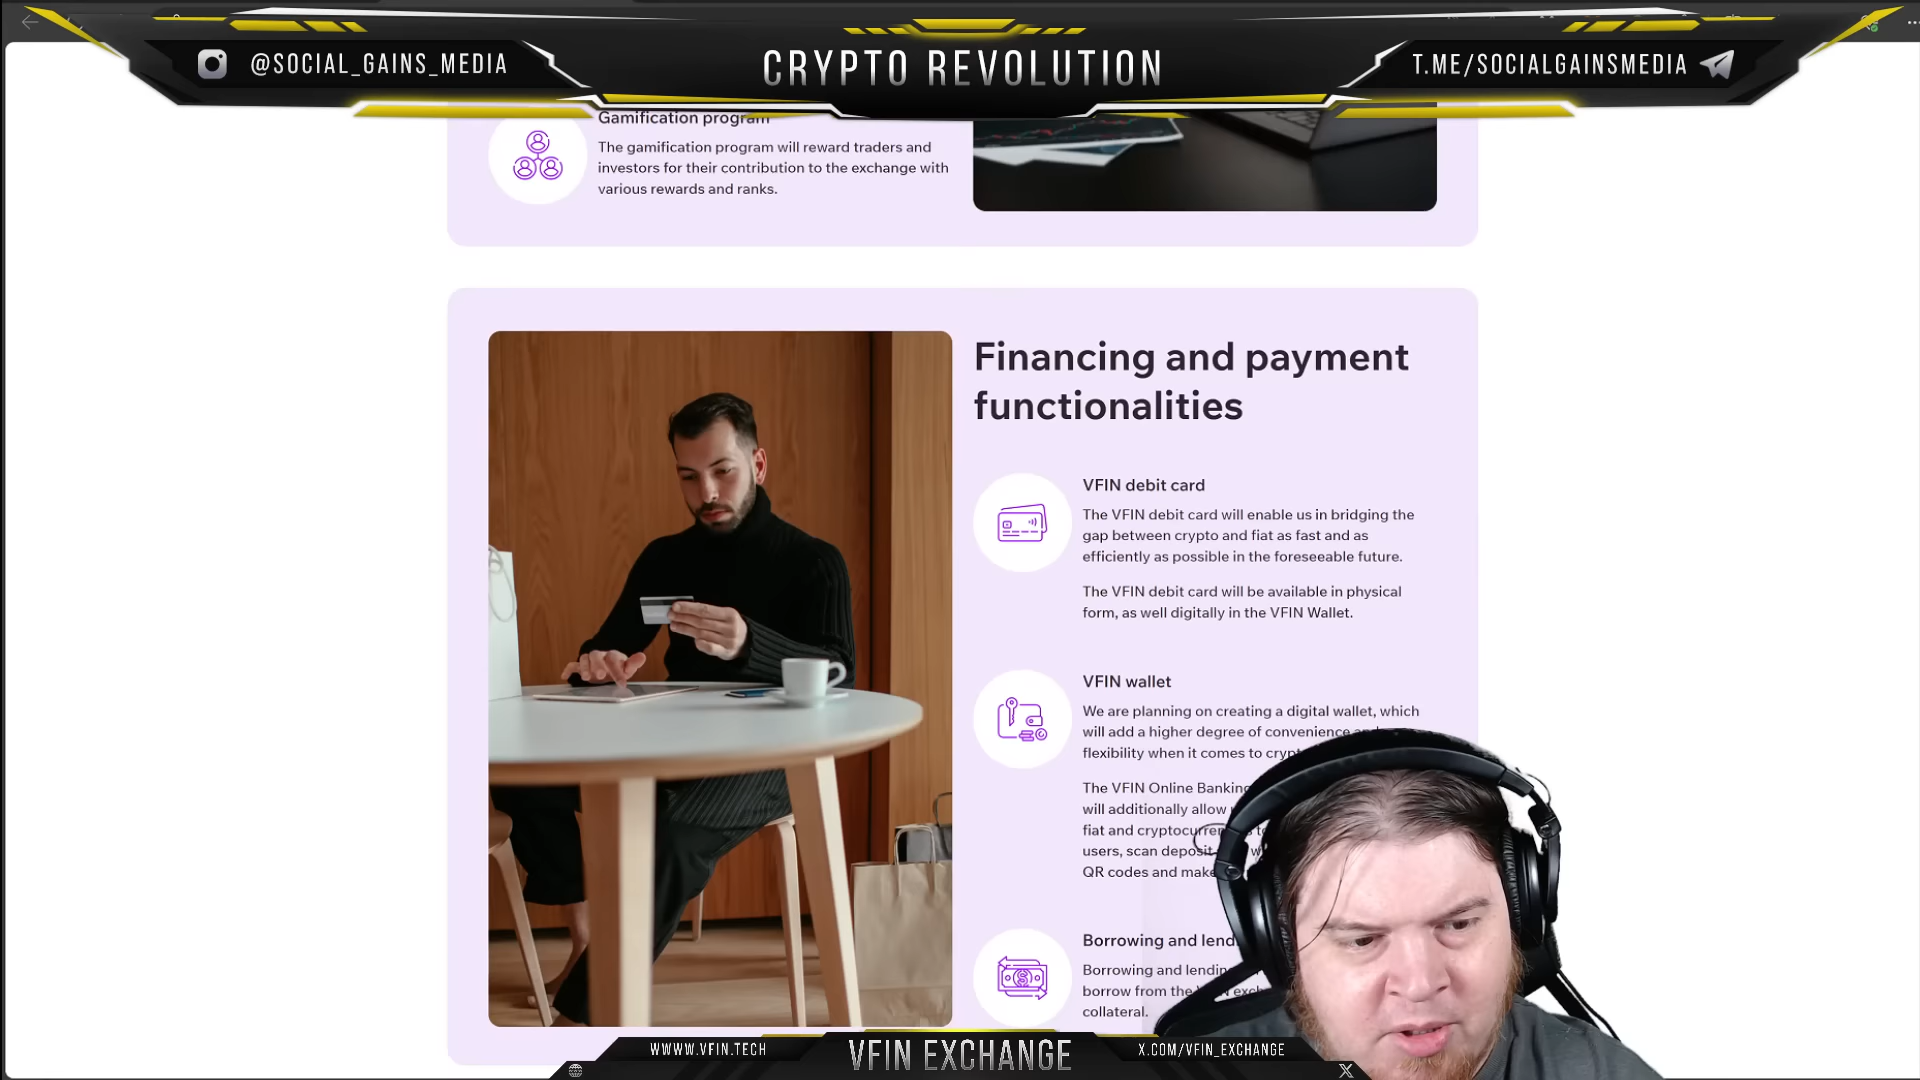 @SOCIAL_GAINS_MEDIA
CRYPTO REVOLUTION
T.ME/SOCIALGAINSMEDIA
Gamification program
The gamification program will reward traders and
investors for their contribution to the exchange with
various rewards and ranks.
Financing and payment
functionalities
VFIN debit card
The VFIN debit card will enable us in bridging the
gap between crypto and fiat as fast and as
efficiently as possible in the foreseeable future.
The VFIN debit card will be available in physical
form, as well digitally in the VFIN Wallet.
VFIN wallet
We are planning on creating a digital wallet, which
will add a higher degree of convenience
flexibility when it comes to
The VFIN Online Banking
will additionally allow
fiat and
users, scan deposit
QR codes and make
Borrowing and
Borrowing and
borrow from the
collateral.
WWWW.VFIN.TECH
VFIN EXCHANGE
X.COM/VFIN_EXCHANGE